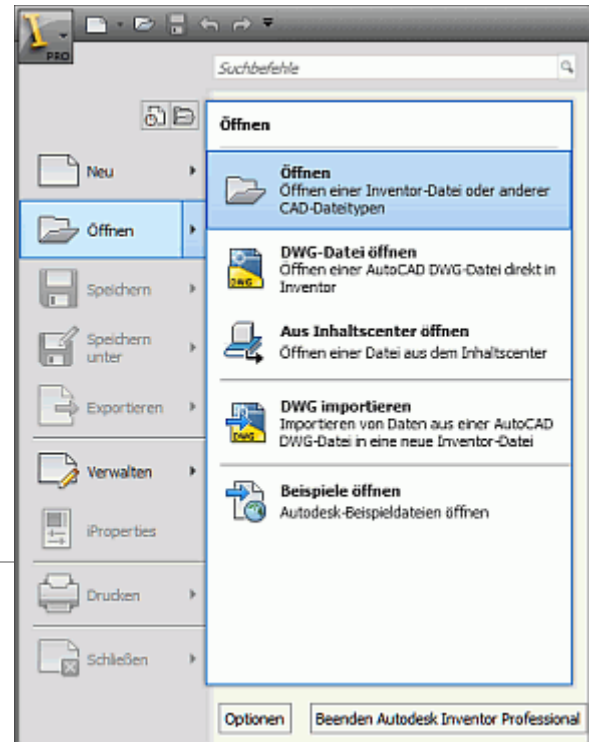 PRO
Suchbefehle
Öffnen
Neu
Öffnen
Speichern
Speichern
unter
Exportieren
Verwalten
iProperties
Drucken
Schließen
Öffnen
Öffnen einer Inventor-Datei oder anderer
CAD-Dateitypen
DWG-Datei öffnen
Öffnen einer AutoCAD DWG-Datei direkt in
Inventor
Aus Inhaltscenter öffnen
Öffnen einer Datei aus dem Inhaltscenter
DWG importieren
Importieren von Daten aus einer AutoCAD
DWG-Datei in eine neue Inventor-Datei
Beispiele öffnen
Autodesk-Beispieldateien öffnen
DWG
DWG
Optionen
Beenden Autodesk Inventor Professional